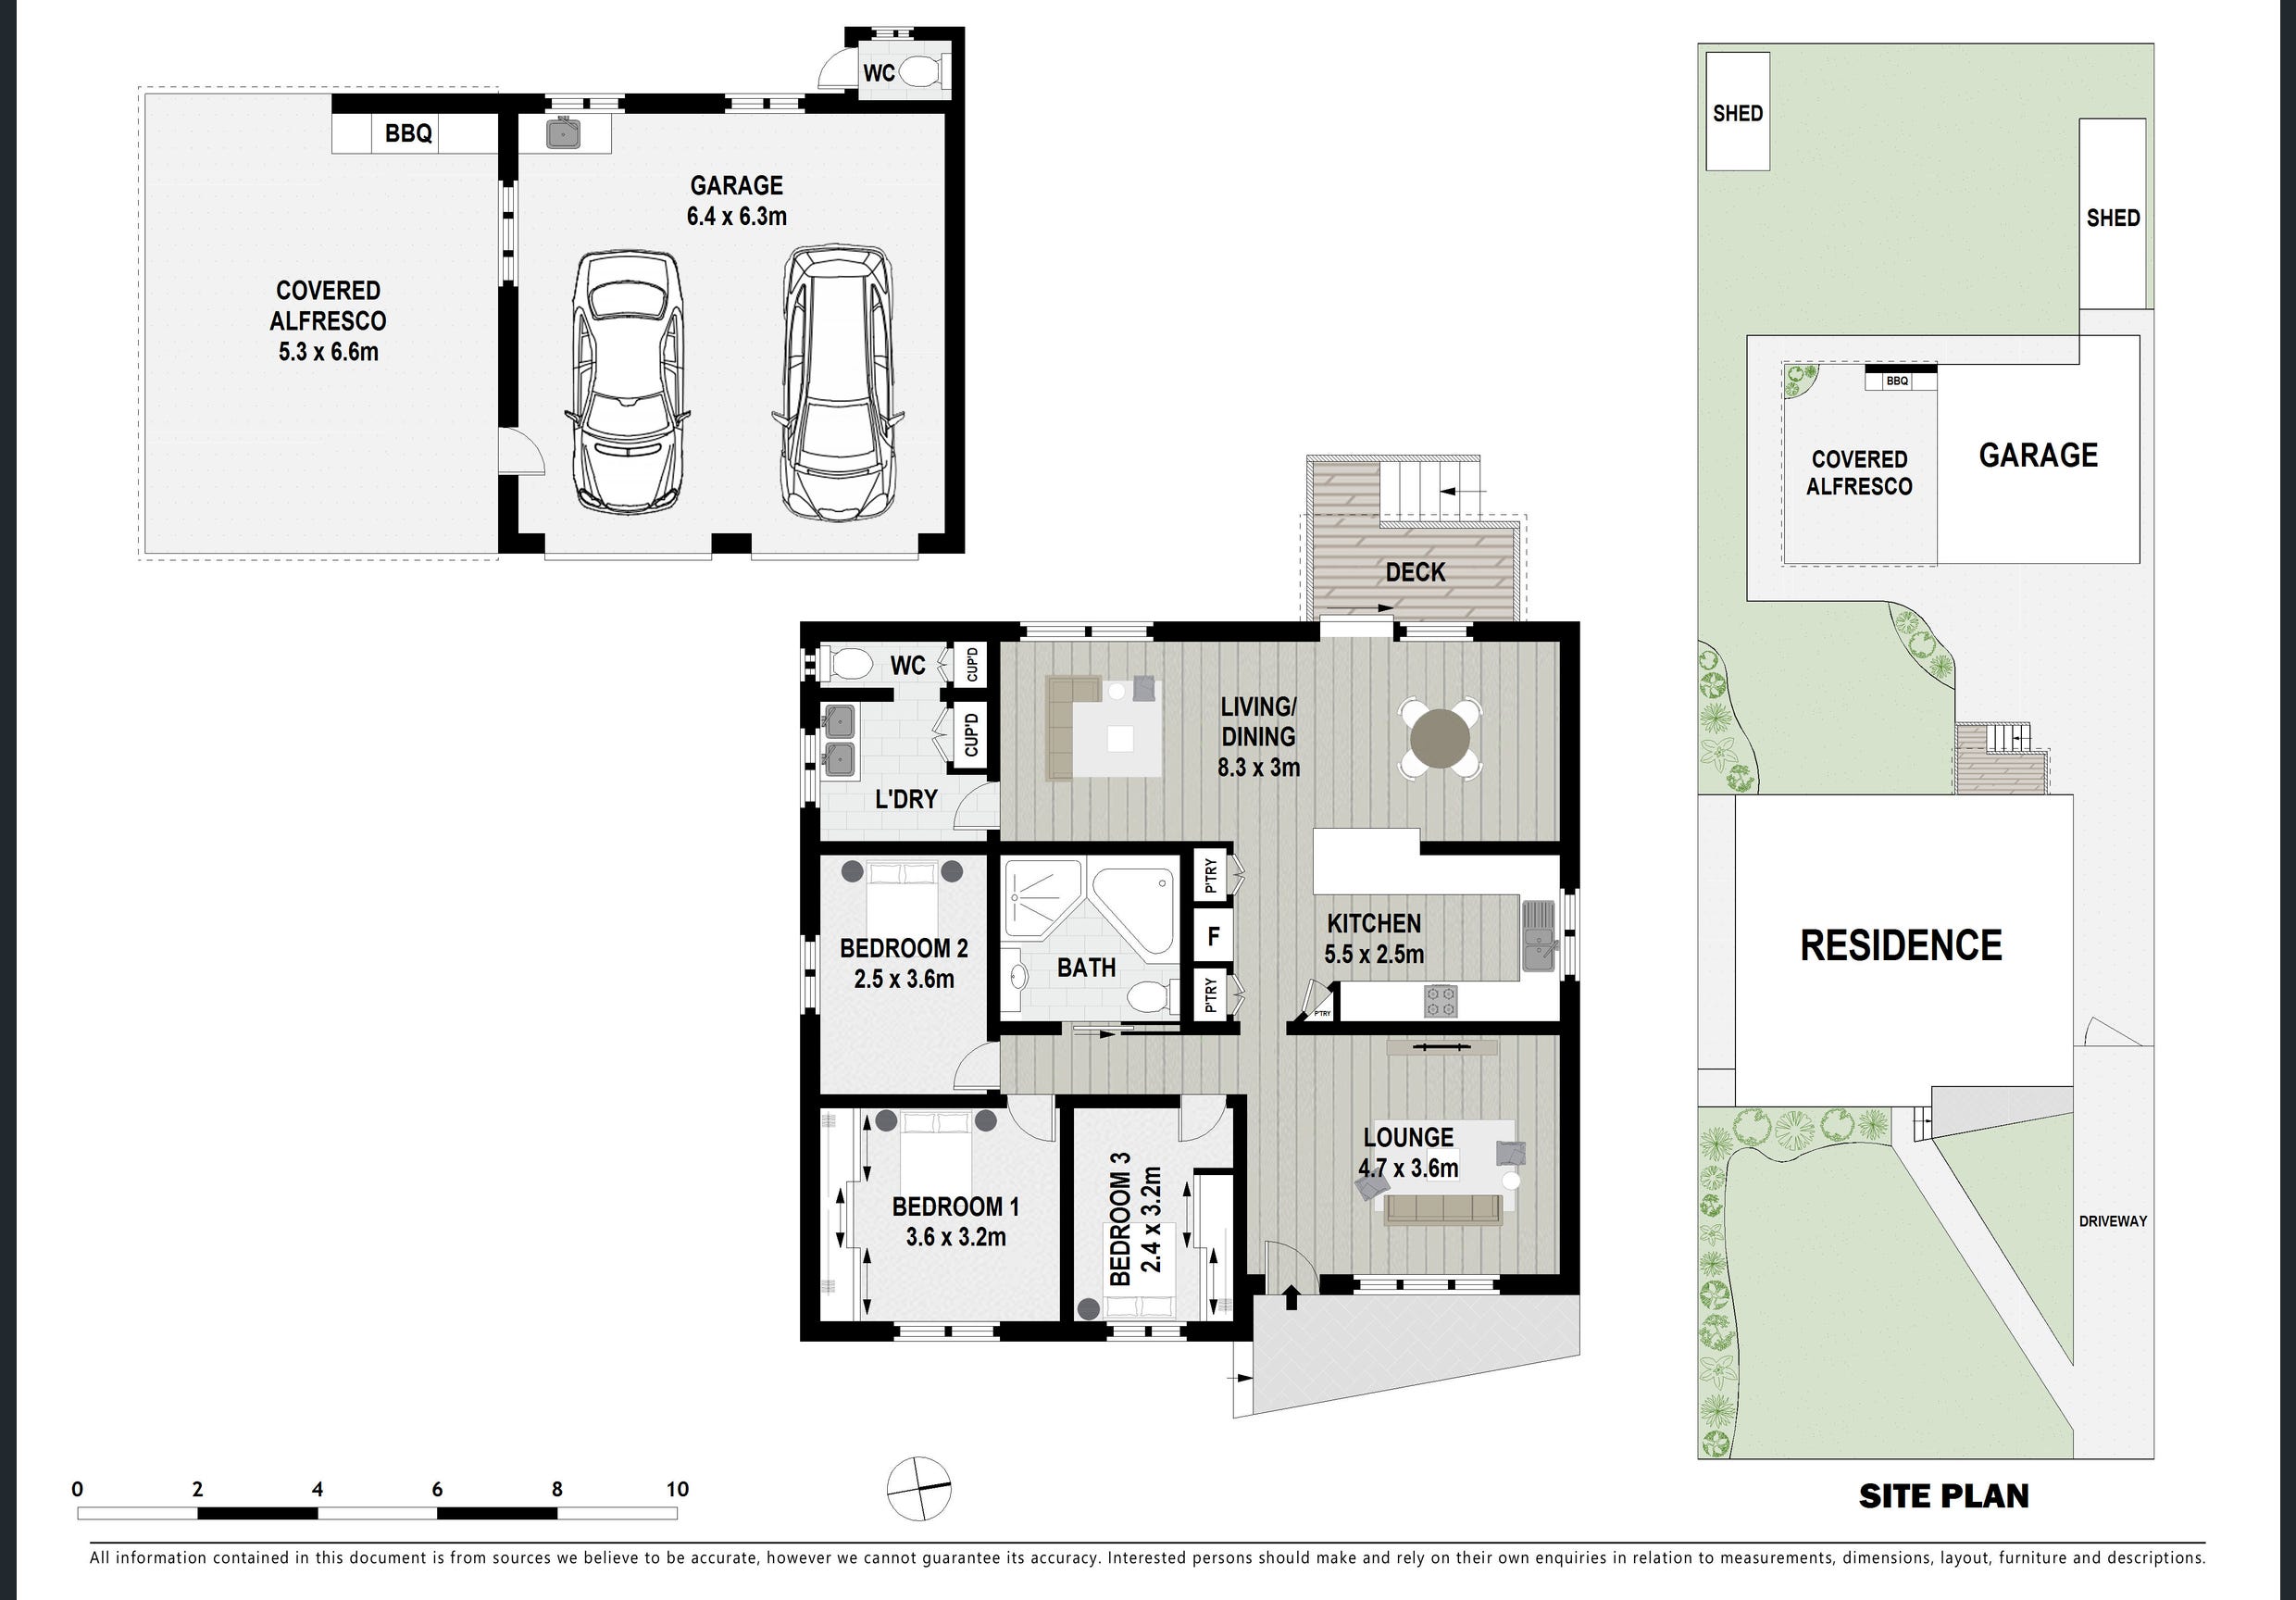 WC
BBQ
GARAGE
6.4 x 6.3m
COVERED
ALFRESCO
5.3 x 6.6m
DECK
WC
CUP'D
CUP'D
L'DRY
LIVING/
DINING
8.3 x 3m
P'TRY
F
P'TRY
KITCHEN
5.5 x 2.5m
P'TRY
BEDROOM 2
2.5 x 3.6m
BATH
BEDROOM 1
3.6 x 3.2m
BEDROOM 3
2.4 x 3.2m
LOUNGE
4.7 x 3.6m
SHED
SHED
BBQ
COVERED
ALFRESCO
GARAGE
RESIDENCE
DRIVEWAY
SITE PLAN
0 2 4 6 8 10
All information contained in this document is from sources we believe to be accurate, however we cannot guarantee its accuracy. Interested persons should make and rely on their own enquiries in relation to measurements, dimensions, layout, furniture and descriptions.